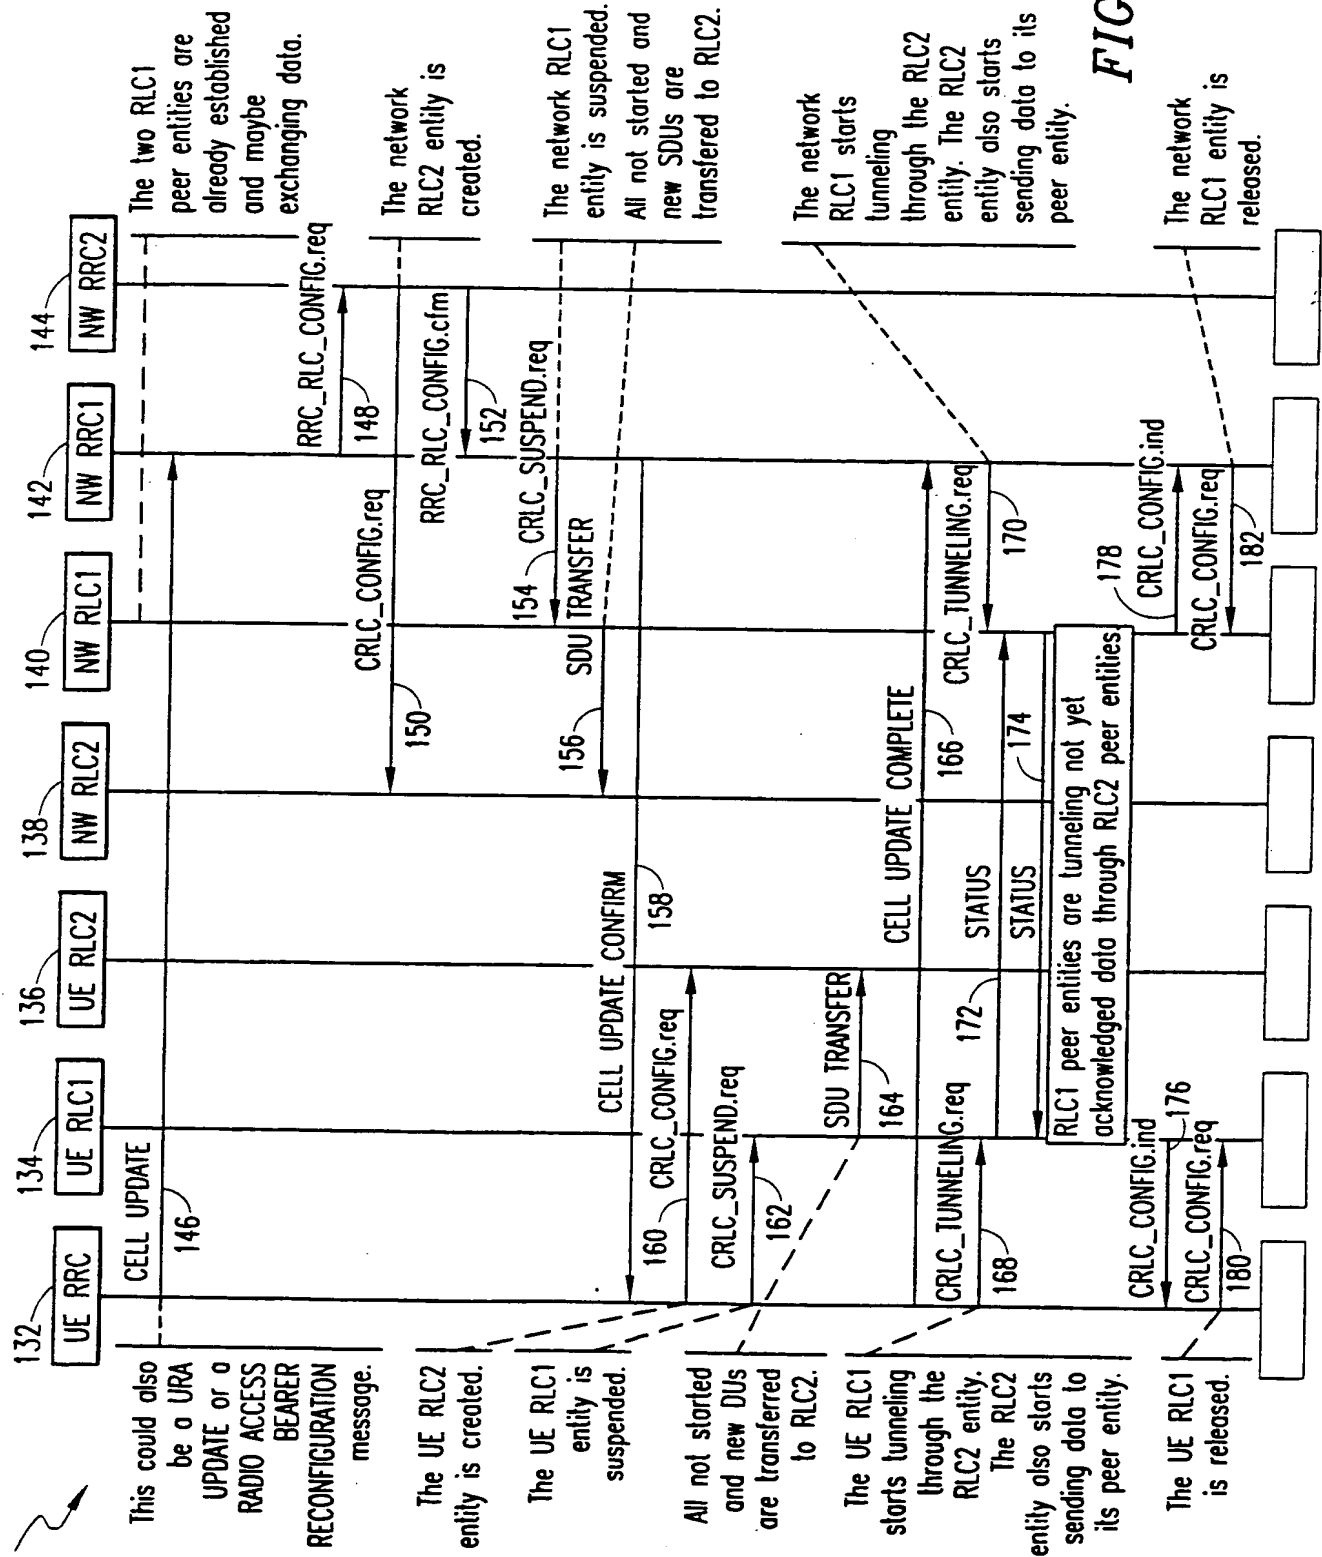 132
UE RRC
134
UE RLC1
136
UE RLC2
138
NW RLC2
140
NW RLC1
142
NW RRC1
144
NW RRC2
This could also
be a URA
UPDATE or a
RADIO ACCESS
BEARER
RECONFIGURATION
message.
CELL UPDATE
146
The two RLC1
peer entities are
already established
and maybe
exchanging data.
RRC_RLC_CONFIG.req
148
CRLC_CONFIG.req
150
The network
RLC2 entity is
created.
RRC_RLC_CONFIG.cfm
152
CRLC_SUSPEND.req
154
The network RLC1
entity is suspended.
SDU TRANSFER
156
All not started and
new SDUs are
transferred to RLC2.
CELL UPDATE CONFIRM
158
The UE RLC2
entity is created.
160
CRLC_CONFIG.req
The UE RLC1
entity is
suspended.
CRLC_SUSPEND.req
162
All not started
and new DUs
are transferred
to RLC2.
SDU TRANSFER
164
CELL UPDATE COMPLETE
166
The UE RLC1
starts tunneling
through the
RLC2 entity.
The RLC2
entity also starts
sending data to
its peer entity.
CRLC_TUNNELING.req
168
CRLC_TUNNELING.req
170
The network
RLC1 starts
tunneling
through the RLC2
entity. The RLC2
entity also starts
sending data to its
peer entity.
STATUS
172
STATUS
174
RLC1 peer entities are tunneling not yet
acknowledged data through RLC2 peer entities.
CRLC_CONFIG.ind
176
178
CRLC_CONFIG.ind
The UE RLC1
is released.
CRLC_CONFIG.req
180
CRLC_CONFIG.req
182
The network
RLC1 entity is
released.
FIG